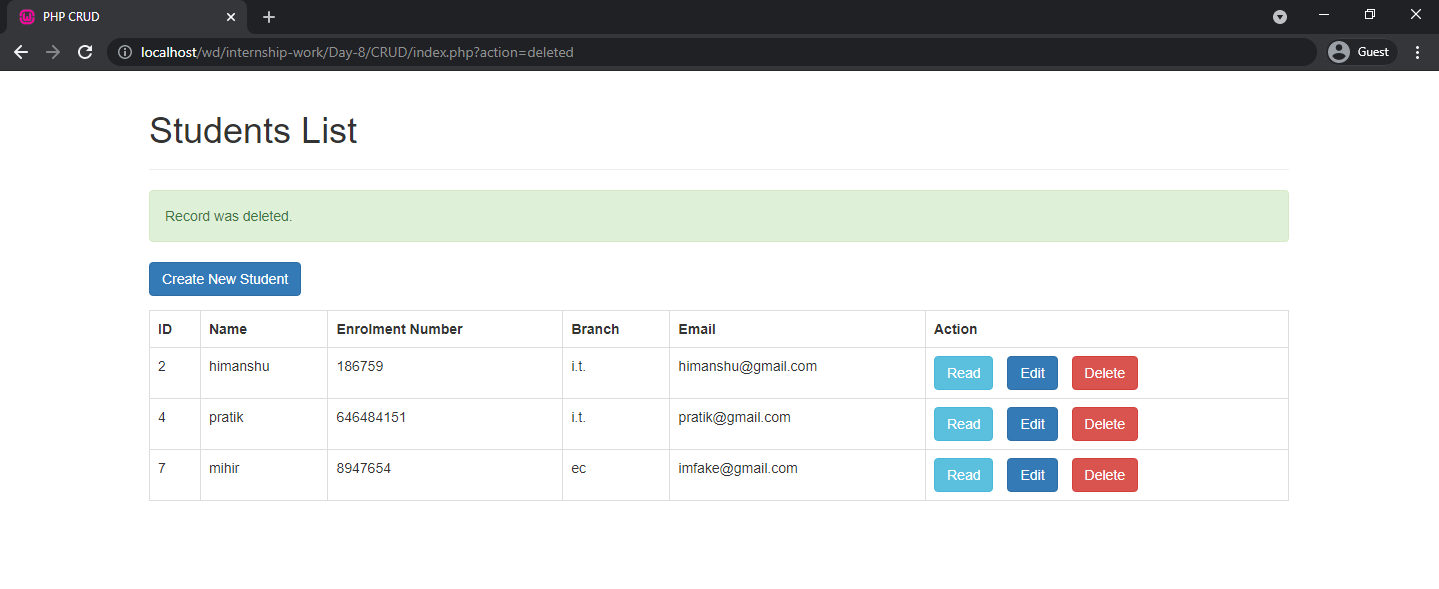 PHP CRUD
localhost/wd/internship-work/Day-8/CRUD/index.php?action=deleted
Guest
Students List
Record was deleted.
Create New Student
ID Name Enrolment Number Branch Email Action
2 himanshu 186759 i.t. himanshu@gmail.com Read Edit Delete
4 pratik 646484151 i.t. pratik@gmail.com Read Edit Delete
7 mihir 8947654 ec imfake@gmail.com Read Edit Delete